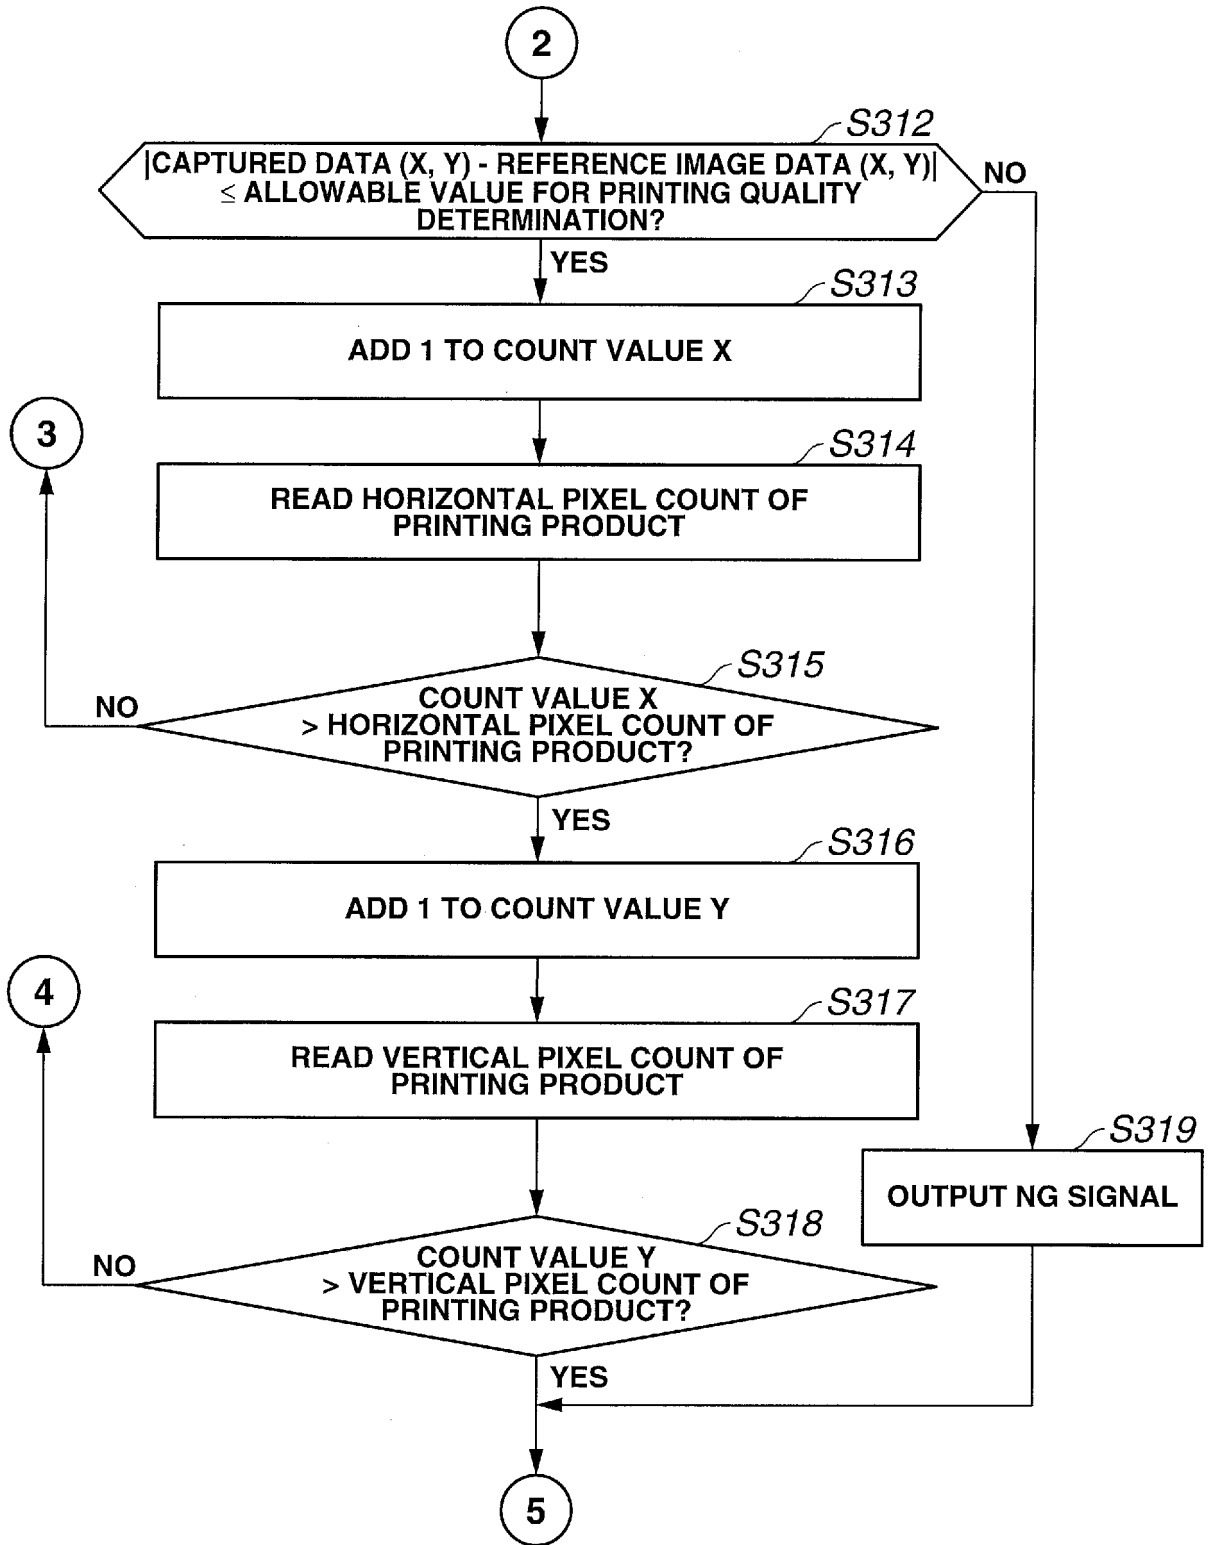 2
S312
|CAPTURED DATA (X, Y) - REFERENCE IMAGE DATA (X, Y)|
≤ ALLOWABLE VALUE FOR PRINTING QUALITY
DETERMINATION?
NO
YES
S313
ADD 1 TO COUNT VALUE X
3
S314
READ HORIZONTAL PIXEL COUNT OF
PRINTING PRODUCT
S315
COUNT VALUE X
> HORIZONTAL PIXEL COUNT OF
PRINTING PRODUCT?
NO
YES
S316
ADD 1 TO COUNT VALUE Y
4
S317
READ VERTICAL PIXEL COUNT OF
PRINTING PRODUCT
S319
OUTPUT NG SIGNAL
S318
COUNT VALUE Y
> VERTICAL PIXEL COUNT OF
PRINTING PRODUCT?
NO
YES
5